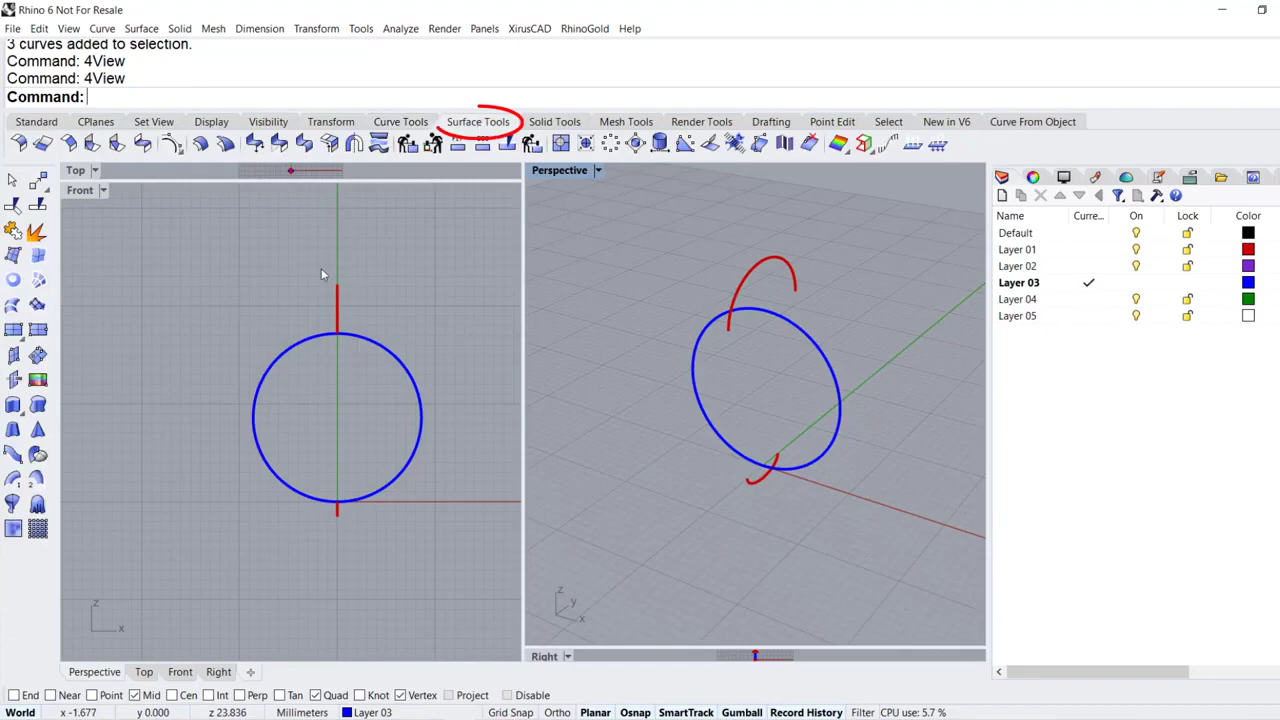 Rhino 6 Not For Resale
File Edit View Curve Surface Solid Mesh Dimension Transform Tools Analyze Render Panels XirusCAD RhinoGold Help
3 curves added to selection.
Command: 4View
Command: 4View
Command:
Standard CPlanes Set View Display Visibility Transform Curve Tools Surface Tools Solid Tools Mesh Tools Render Tools Drafting Point Edit Select New in V6 Curve From Object
Top
Front
Perspective
Name Curre... On Lock Color
Default
Layer 01
Layer 02
Layer 03
Layer 04
Layer 05
z
x
z
y
x
Right
Perspective Top Front Right
End Near Point Mid Cen Int Perp Tan Quad Knot Vertex Project Disable
World x -1.677 y 0.000 z 23.836 Millimeters Layer 03 Grid Snap Ortho Planar Osnap SmartTrack Gumball Record History Filter CPU use: 5.7 %